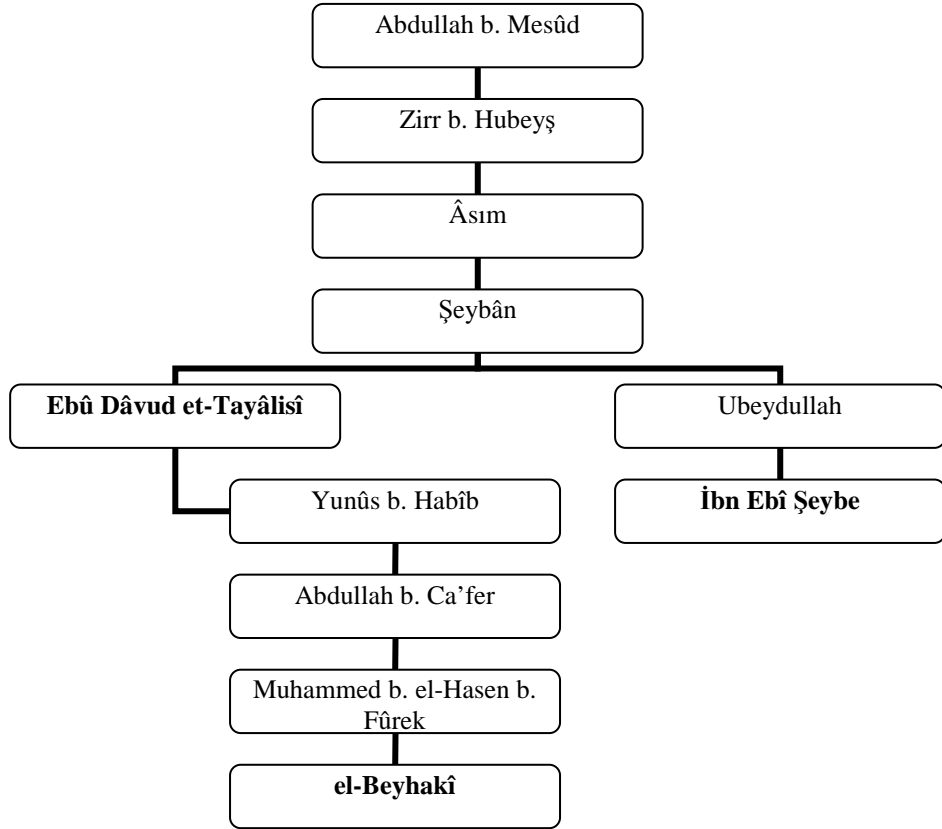 Abdullah b. Mesûd
Zirr b. Hubeyş
Âsım
Şeybân
Ebû Dâvud et-Tayâlisî
Ubeydullah
Yunûs b. Habîb
İbn Ebî Şeybe
Abdullah b. Ca’fer
Muhammed b. el-Hasen b.
Fûrek
el-Beyhakî